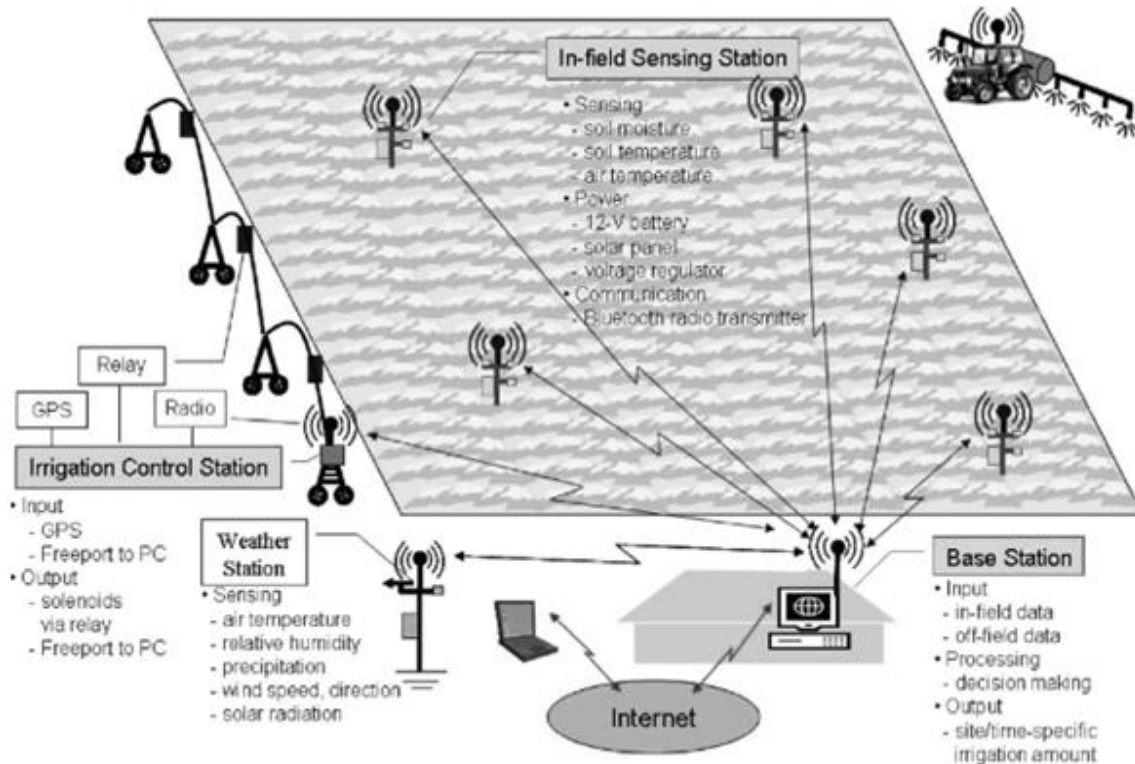 In-field Sensing Station
• Sensing
- soil moisture
- soil temperature
- air temperature
• Power
- 12-V battery
- solar panel
- voltage regulator
• Communication
- Bluetooth radio transmitter
Relay
GPS
Radio
Irrigation Control Station
• Input
- GPS
- Freeport to PC
• Output
- solenoids
via relay
- Freeport to PC
Weather
Station
• Sensing
- air temperature
- relative humidity
- precipitation
- wind speed, direction
- solar radiation
Internet
Base Station
• Input
- in-field data
- off-field data
• Processing
- decision making
• Output
- site/time-specific
irrigation amount